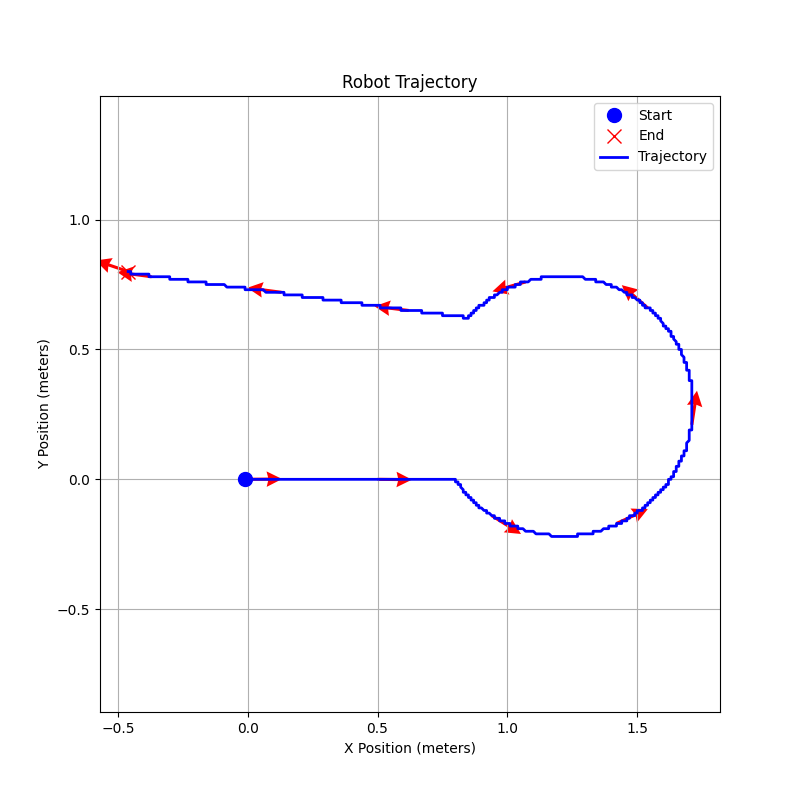 Robot Trajectory
Start
End
Trajectory
1.0
0.5
0.0
−0.5
Y Position (meters)
−0.5
0.0
0.5
1.0
1.5
X Position (meters)